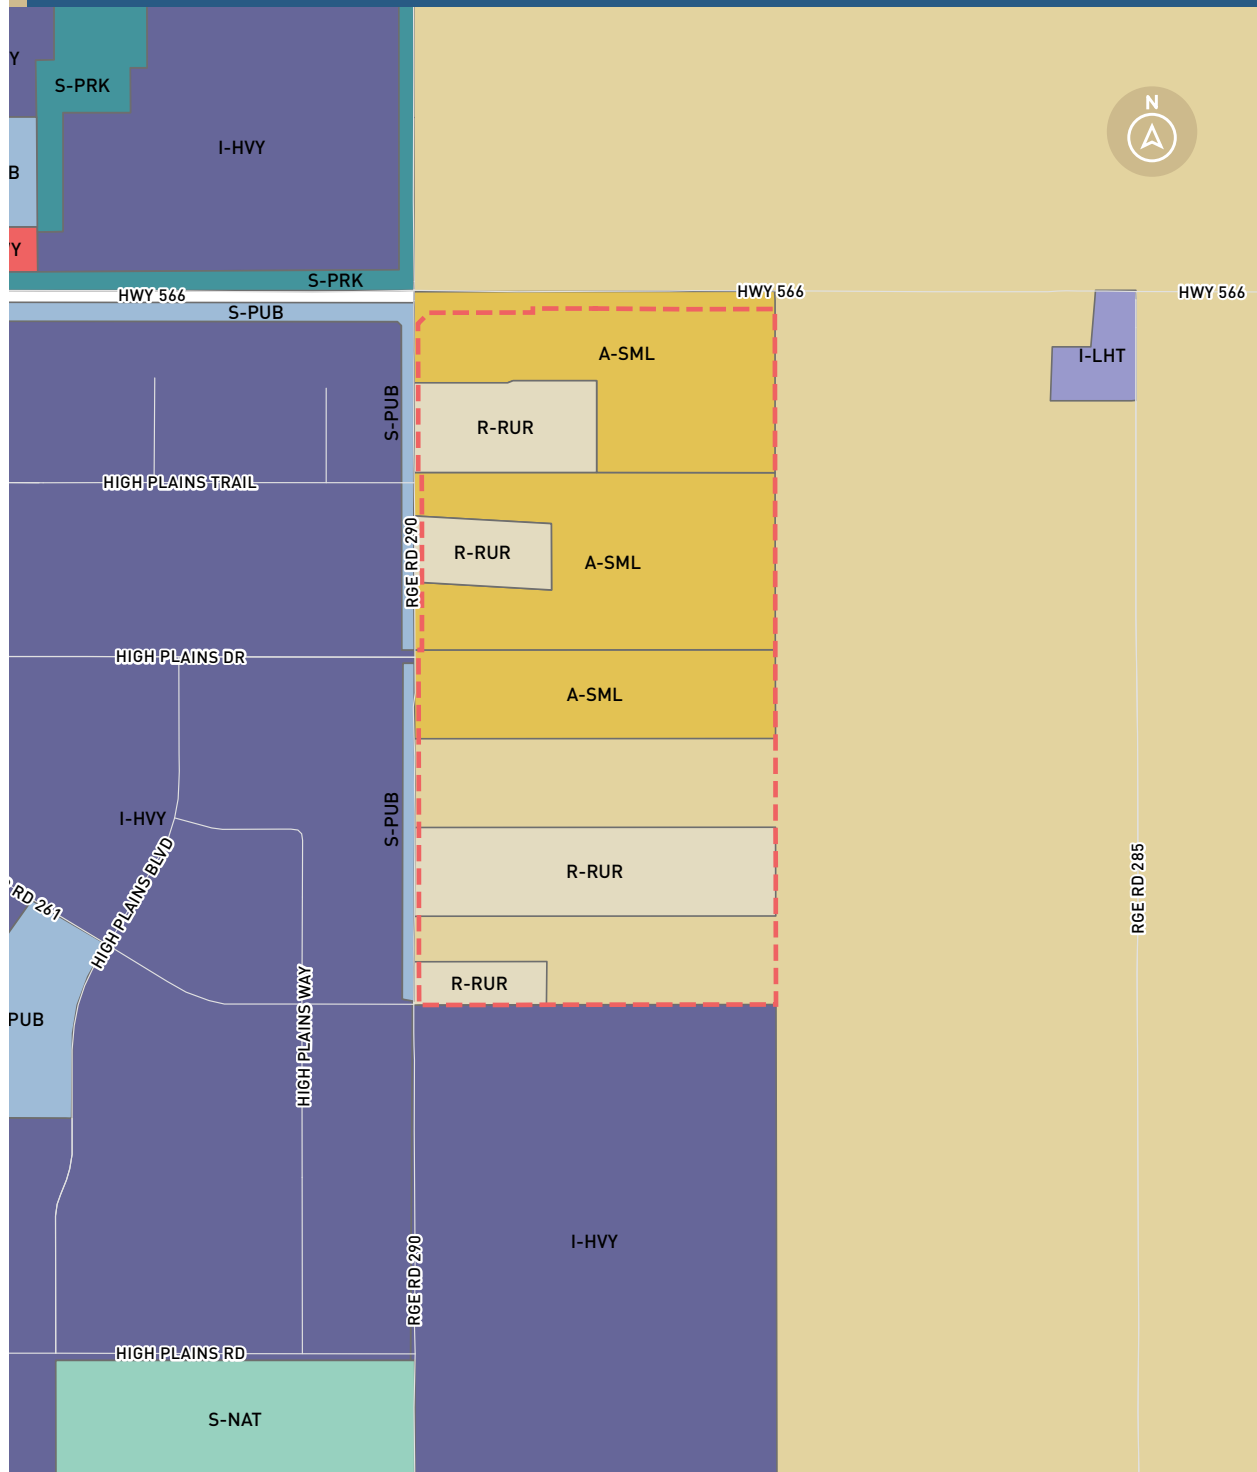 Y
S-PRK
N
I-HVY
B
Y
S-PRK
HWY 566
HWY 566
HWY 566
S-PUB
A-SML
I-LHT
S-PUB
R-RUR
HIGH PLAINS TRAIL
RGE RD 290
R-RUR
A-SML
HIGH PLAINS DR
A-SML
I-HVY
S-PUB
HIGH PLAINS BLVD
R-RUR
RGE RD 285
RD 261
R-RUR
PUB
HIGH PLAINS WAY
I-HVY
RGE RD 290
HIGH PLAINS RD
S-NAT